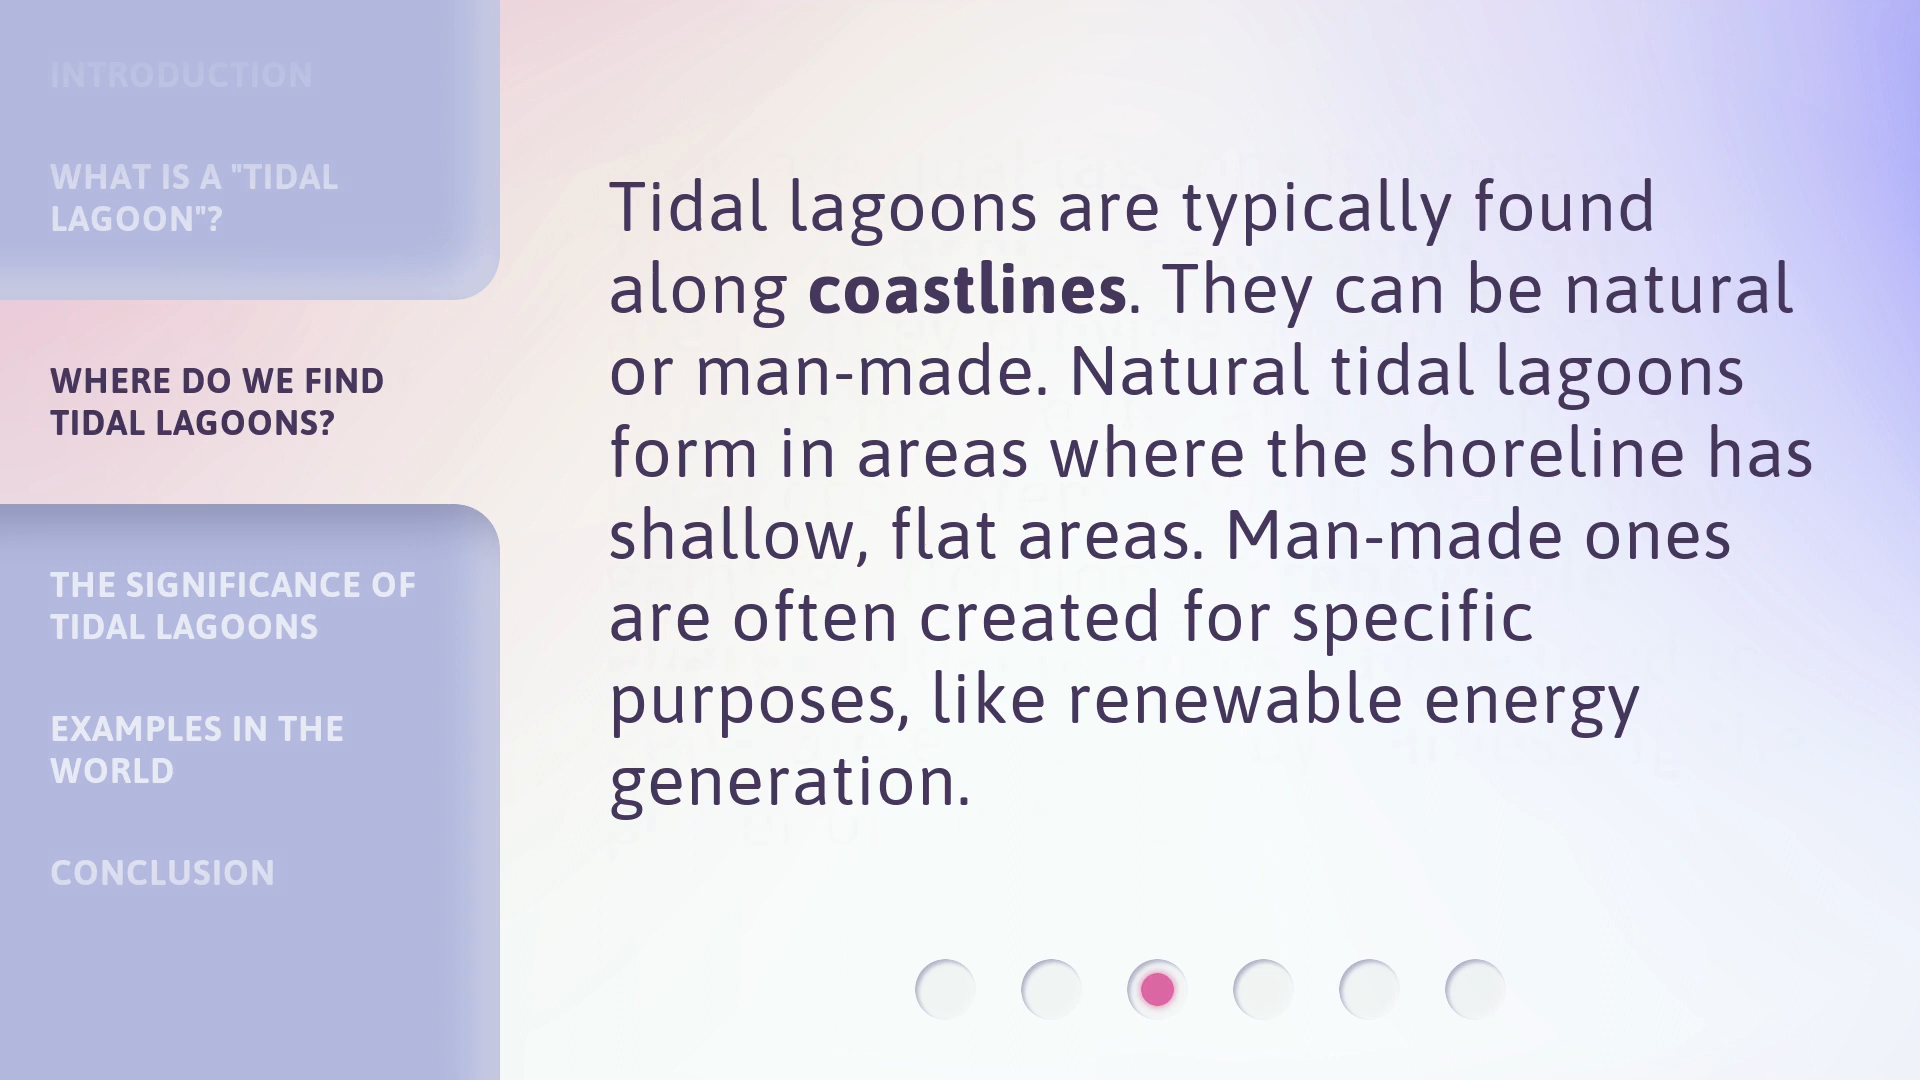 INTRODUCTION
WHAT IS A "TIDAL
LAGOON"?
WHERE DO WE FIND
TIDAL LAGOONS?
THE SIGNIFICANCE OF
TIDAL LAGOONS
EXAMPLES IN THE
WORLD
CONCLUSION
Tidal lagoons are typically found
along coastlines. They can be natural
or man-made. Natural tidal lagoons
form in areas where the shoreline has
shallow, flat areas. Man-made ones
are often created for specific
purposes, like renewable energy
generation.